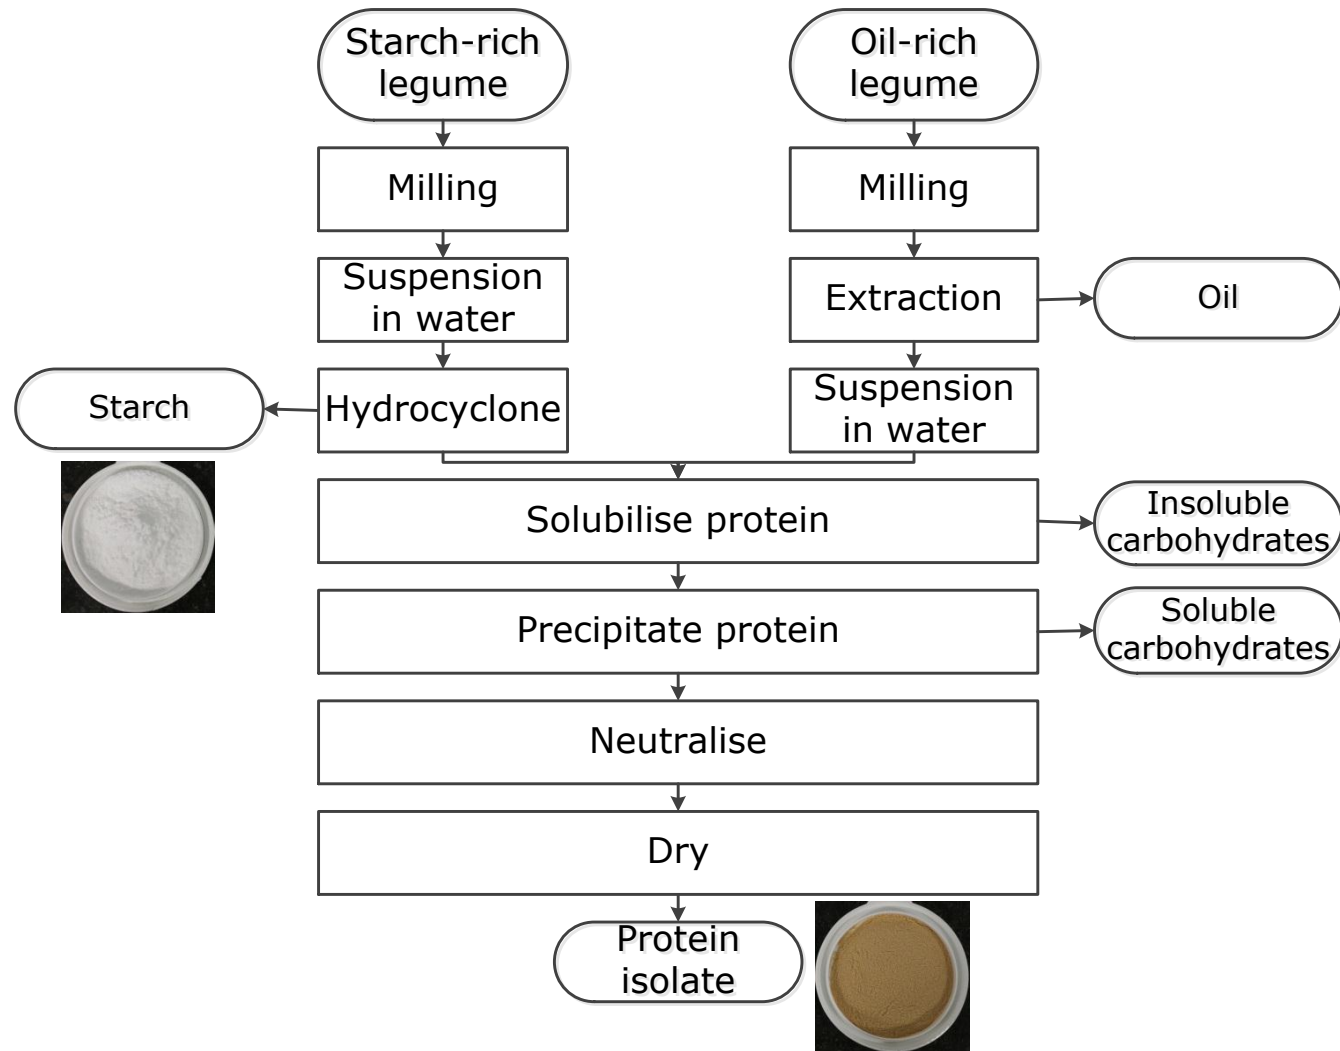 Starch-rich
legume
Oil-rich
legume
Milling
Milling
Suspension
in water
Extraction
Oil
Starch
Hydrocyclone
Suspension
in water
Solubilise protein
Insoluble
carbohydrates
Precipitate protein
Soluble
carbohydrates
Neutralise
Dry
Protein
isolate